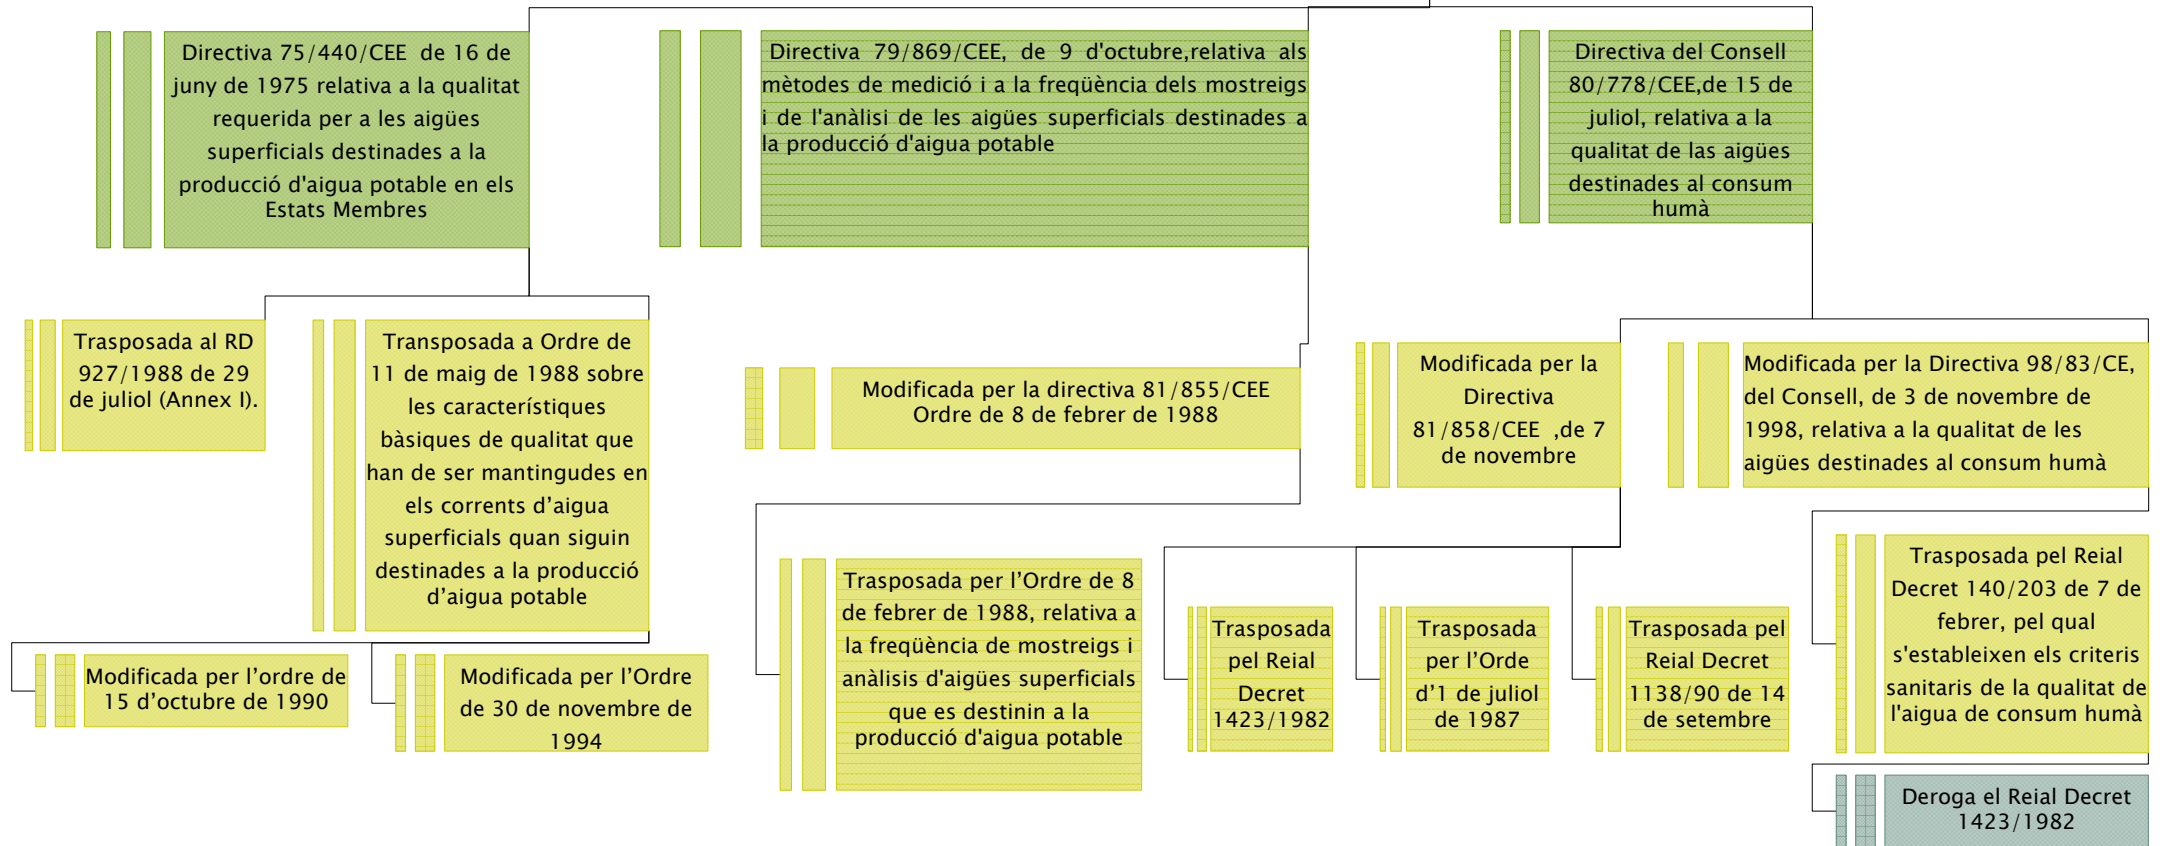 Directiva 75/440/CEE de 16 de
juny de 1975 relativa a la qualitat
requerida per a les aigües
superficials destinades a la
producció d'aigua potable en els
Estats Membres
Directiva 79/869/CEE, de 9 d'octubre,relativa als
mètodes de medició i a la freqüència dels mostreigs
i de l'anàlisi de les aigües superficials destinades a
la producció d'aigua potable
Directiva del Consell
80/778/CEE,de 15 de
juliol, relativa a la
qualitat de las aigües
destinades al consum
humà
Trasposada al RD
927/1988 de 29
de juliol (Annex I).
Transposada a Ordre de
11 de maig de 1988 sobre
les característiques
bàsiques de qualitat que
han de ser mantingudes en
els corrents d’aigua
superficials quan siguin
destinades a la producció
d’aigua potable
Modificada per la directiva 81/855/CEE
Ordre de 8 de febrer de 1988
Modificada per la
Directiva
81/858/CEE ,de 7
de novembre
Modificada per la Directiva 98/83/CE,
del Consell, de 3 de novembre de
1998, relativa a la qualitat de les
aigües destinades al consum humà
Modificada per l’ordre de
15 d’octubre de 1990
Modificada per l’Ordre
de 30 de novembre de
1994
Trasposada per l’Ordre de 8
de febrer de 1988, relativa a
la freqüència de mostreigs i
anàlisis d'aigües superficials
que es destinin a la
producció d'aigua potable
Trasposada
pel Reial
Decret
1423/1982
Trasposada
per l’Orde
d’1 de juliol
de 1987
Trasposada pel
Reial Decret
1138/90 de 14
de setembre
Trasposada pel Reial
Decret 140/203 de 7 de
febrer, pel qual
s'estableixen els criteris
sanitaris de la qualitat de
l'aigua de consum humà
Deroga el Reial Decret
1423/1982